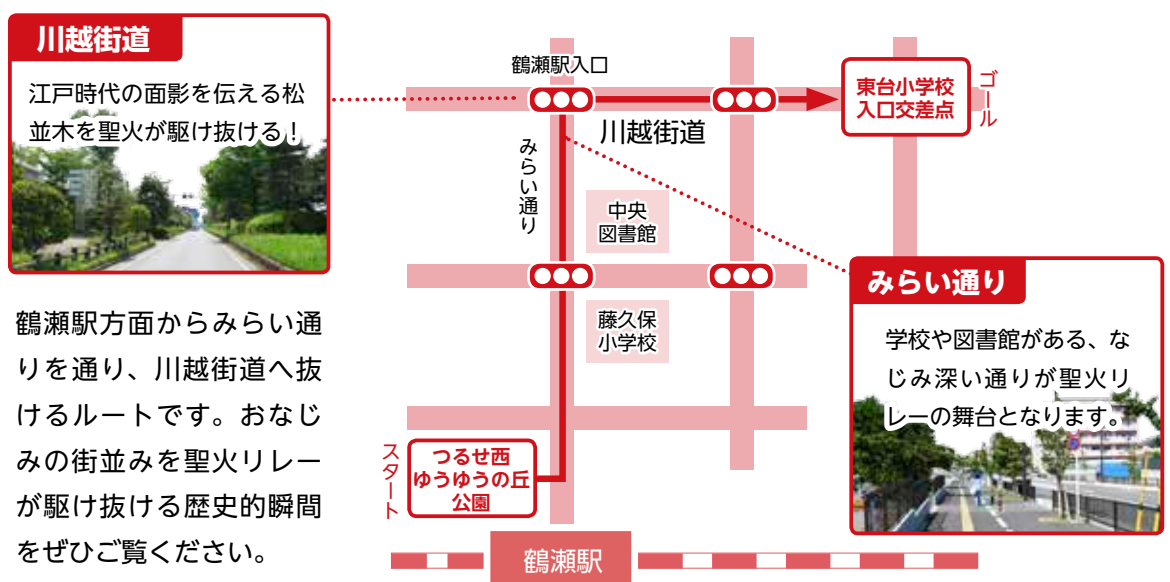 川越街道
江戸時代の面影を伝える松
並木を聖火が駆け抜ける！
鶴瀬駅方面からみらい通
りを通り、川越街道へ抜
けるルートです。おなじ
みの街並みを聖火リレー
が駆け抜ける歴史的瞬間
をぜひご覧ください。
鶴瀬駅入口
川越街道
みらい通り
東台小学校
入口交差点
ゴール
中央
図書館
藤久保
小学校
スタート
つるせ西
ゆうゆうの丘
公園
鶴瀬駅
みらい通り
学校や図書館がある、な
じみ深い通りが聖火リ
レーの舞台となります。